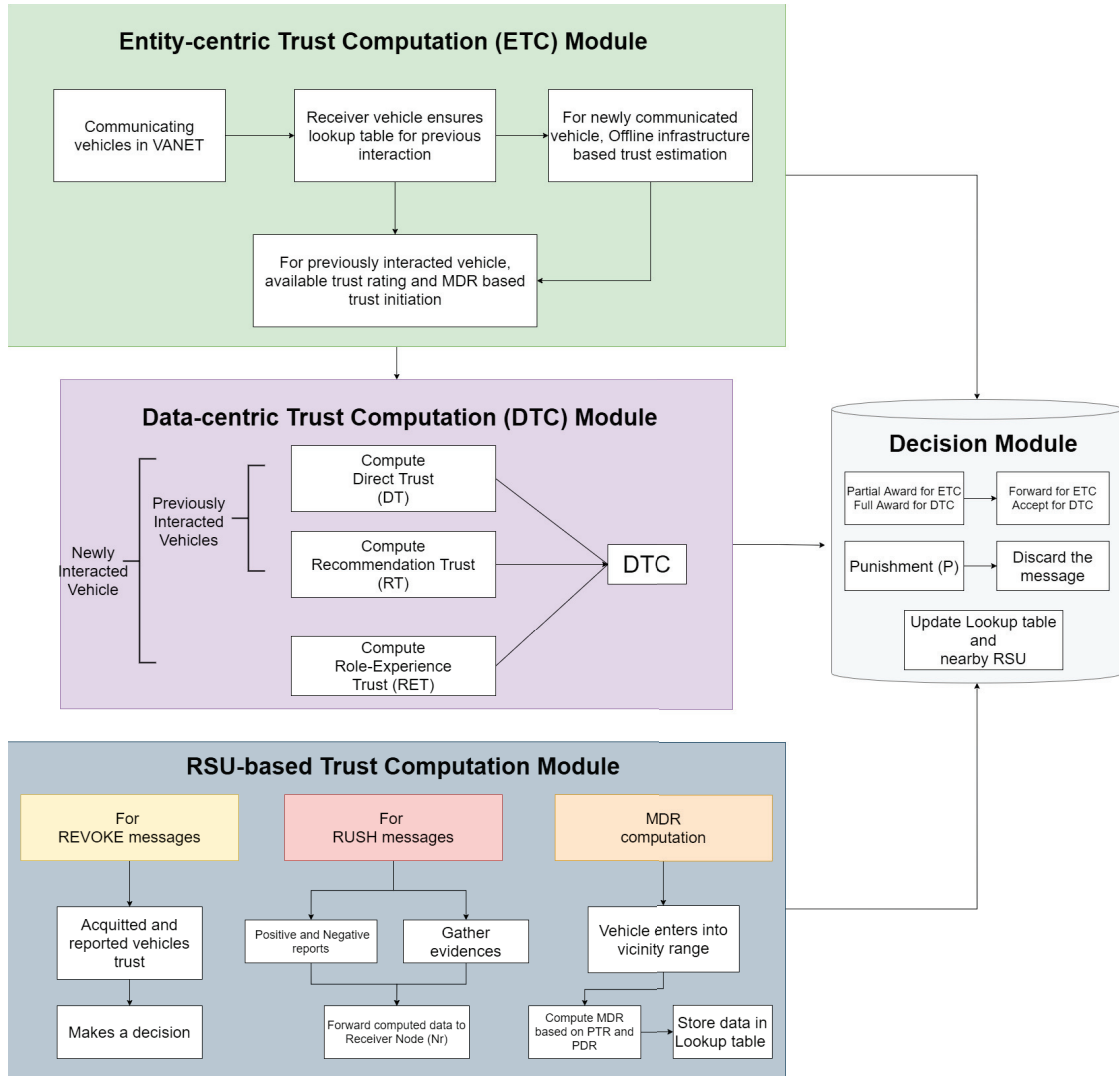 Entity-centric Trust Computation (ETC) Module
Communicating
vehicles in VANET
Receiver vehicle ensures
lookup table for previous
interaction
For newly communicated
vehicle, Offline infrastructure
based trust estimation
For previously interacted vehicle,
available trust rating and MDR based
trust initiation
Data-centric Trust Computation (DTC) Module
Newly
Interacted
Vehicle
Previously
Interacted
Vehicles
Compute
Direct Trust
(DT)
Compute
Recommendation Trust
(RT)
Compute
Role-Experience
Trust (RET)
DTC
Decision Module
Partial Award for ETC
Full Award for DTC
Forward for ETC
Accept for DTC
Punishment (P)
Discard the
message
Update Lookup table
and
nearby RSU
RSU-based Trust Computation Module
For
REVOKE messages
Acquitted and
reported vehicles
trust
Makes a decision
For
RUSH messages
Positive and Negative
reports
Gather
evidences
Forward computed data to
Receiver Node (Nr)
MDR
computation
Vehicle enters into
vicinity range
Compute MDR
based on PTR and
PDR
Store data in
Lookup table